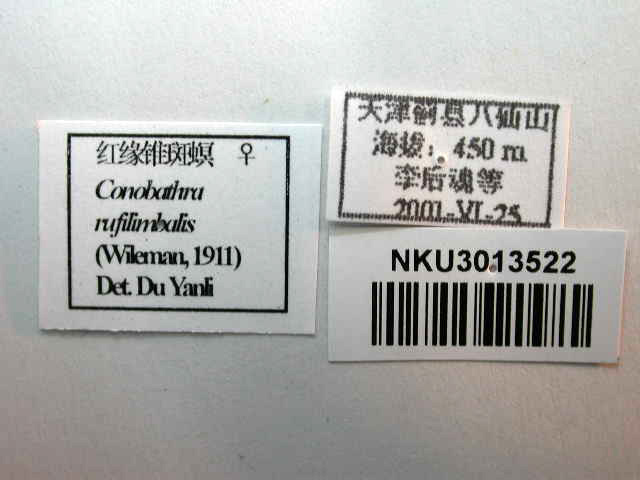 红缘锥斑螟 ♀
Conobathra
rufilimbalis
(Wileman, 1911)
Det. Du Yanli
天津蓟县八仙山
海拔：450 m
李后魂等
2001-VI-25
NKU3013522